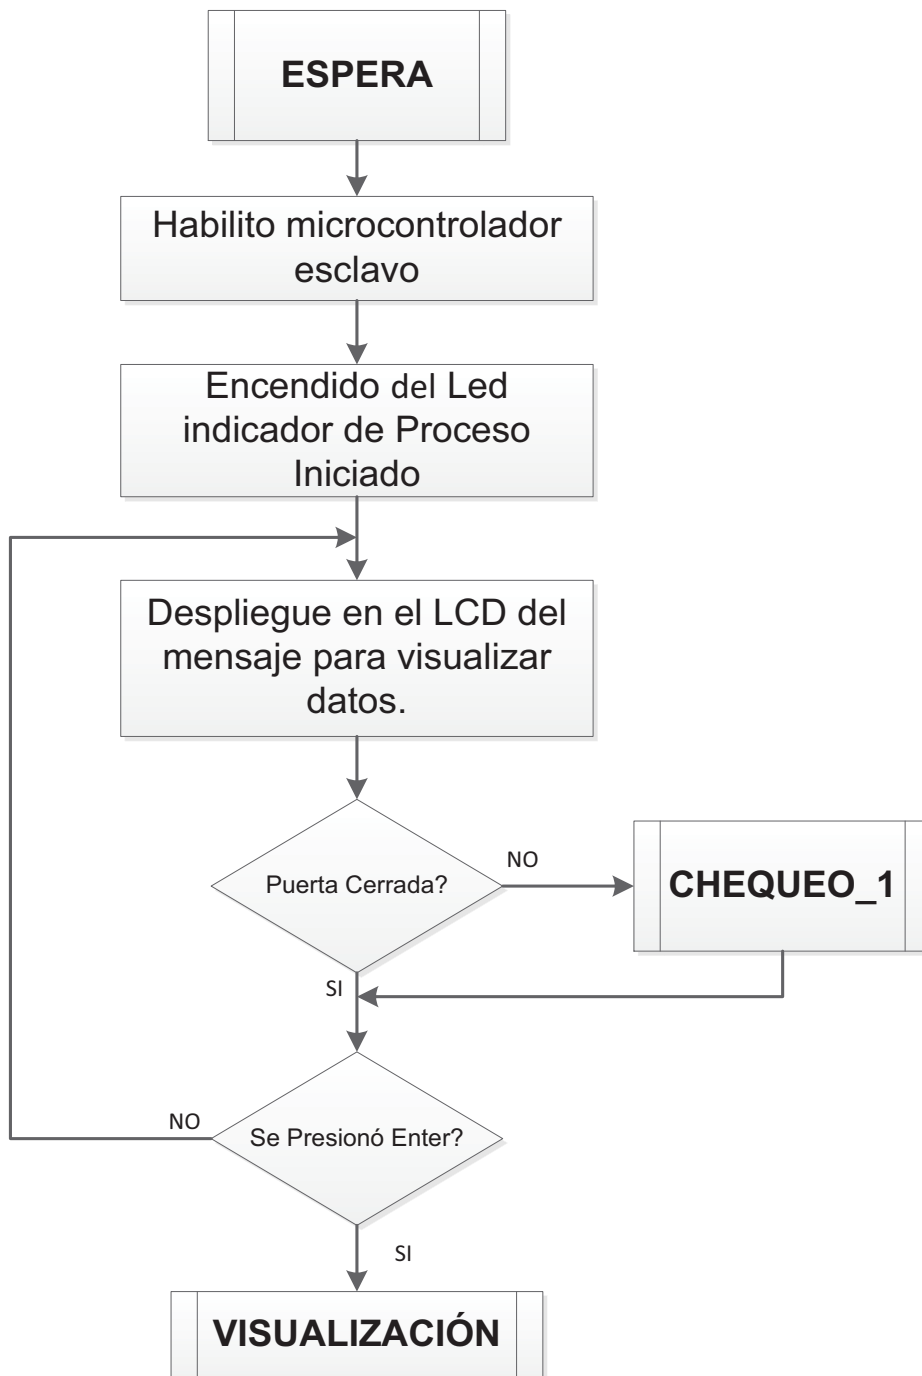 ESPERA
Habilito microcontrolador
esclavo
Encendido del Led
indicador de Proceso
Iniciado
Despliegue en el LCD del
mensaje para visualizar
datos.
Puerta Cerrada?
NO
CHEQUEO_1
SI
Se Presionó Enter?
NO
SI
VISUALIZACIÓN